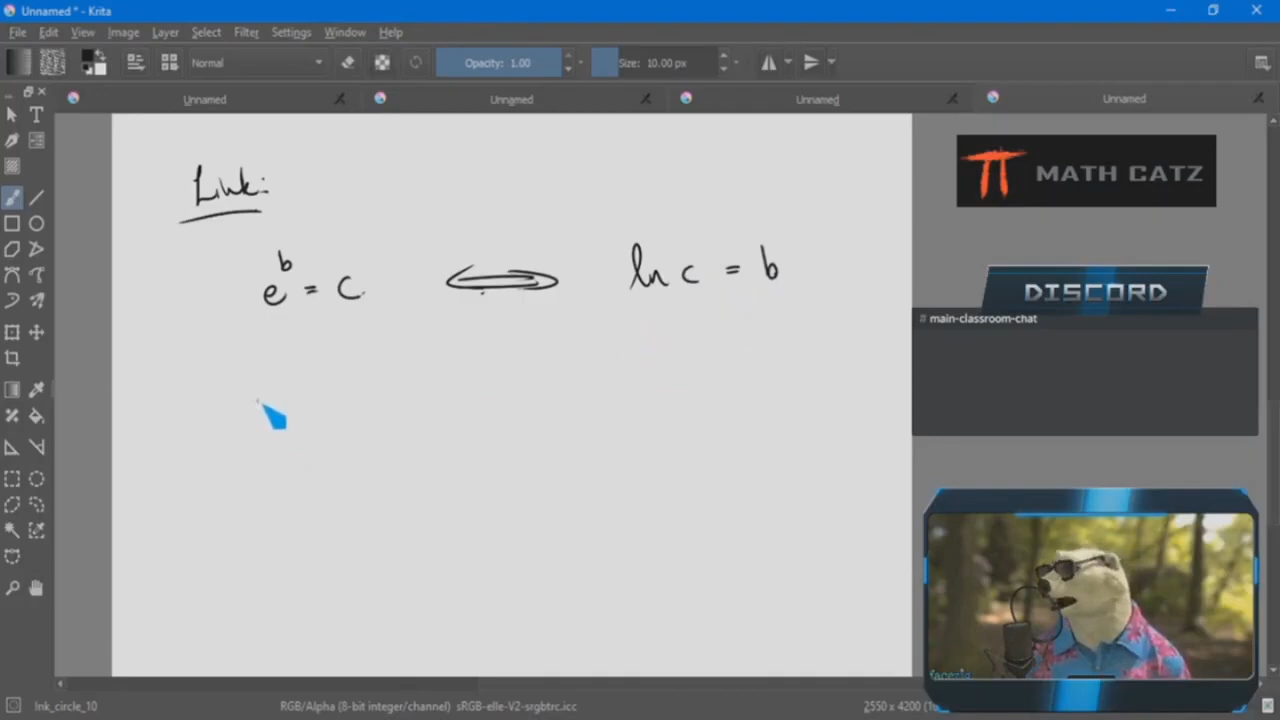 Unnamed * - Krita
File Edit View Image Layer Select Filter Settings Window Help
Normal Opacity: 1.00 Size: 10.00 px
Unnamed Unnamed Unnamed Unnamed
Link:
e^b = c ⟺ ln c = b
MATH CATZ
DISCORD
# main-classroom-chat
facerig
Ink_circle_10 RGB/Alpha (8-bit integer/channel) sRGB-elle-V2-srgbtrc.icc 2550 x 4200